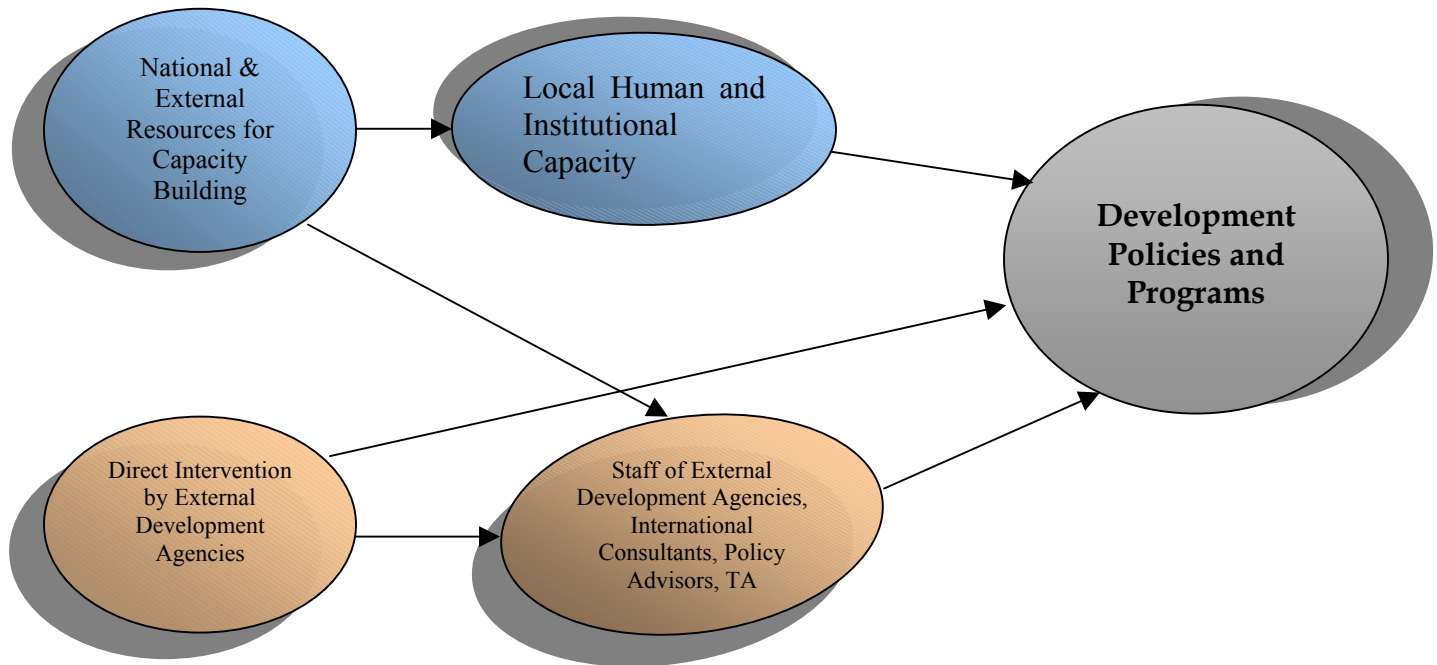 National &
External
Resources for
Capacity
Building
Local Human and
Institutional
Capacity
Development
Policies and
Programs
Direct Intervention
by External
Development
Agencies
Staff of External
Development Agencies,
International
Consultants, Policy
Advisors, TA